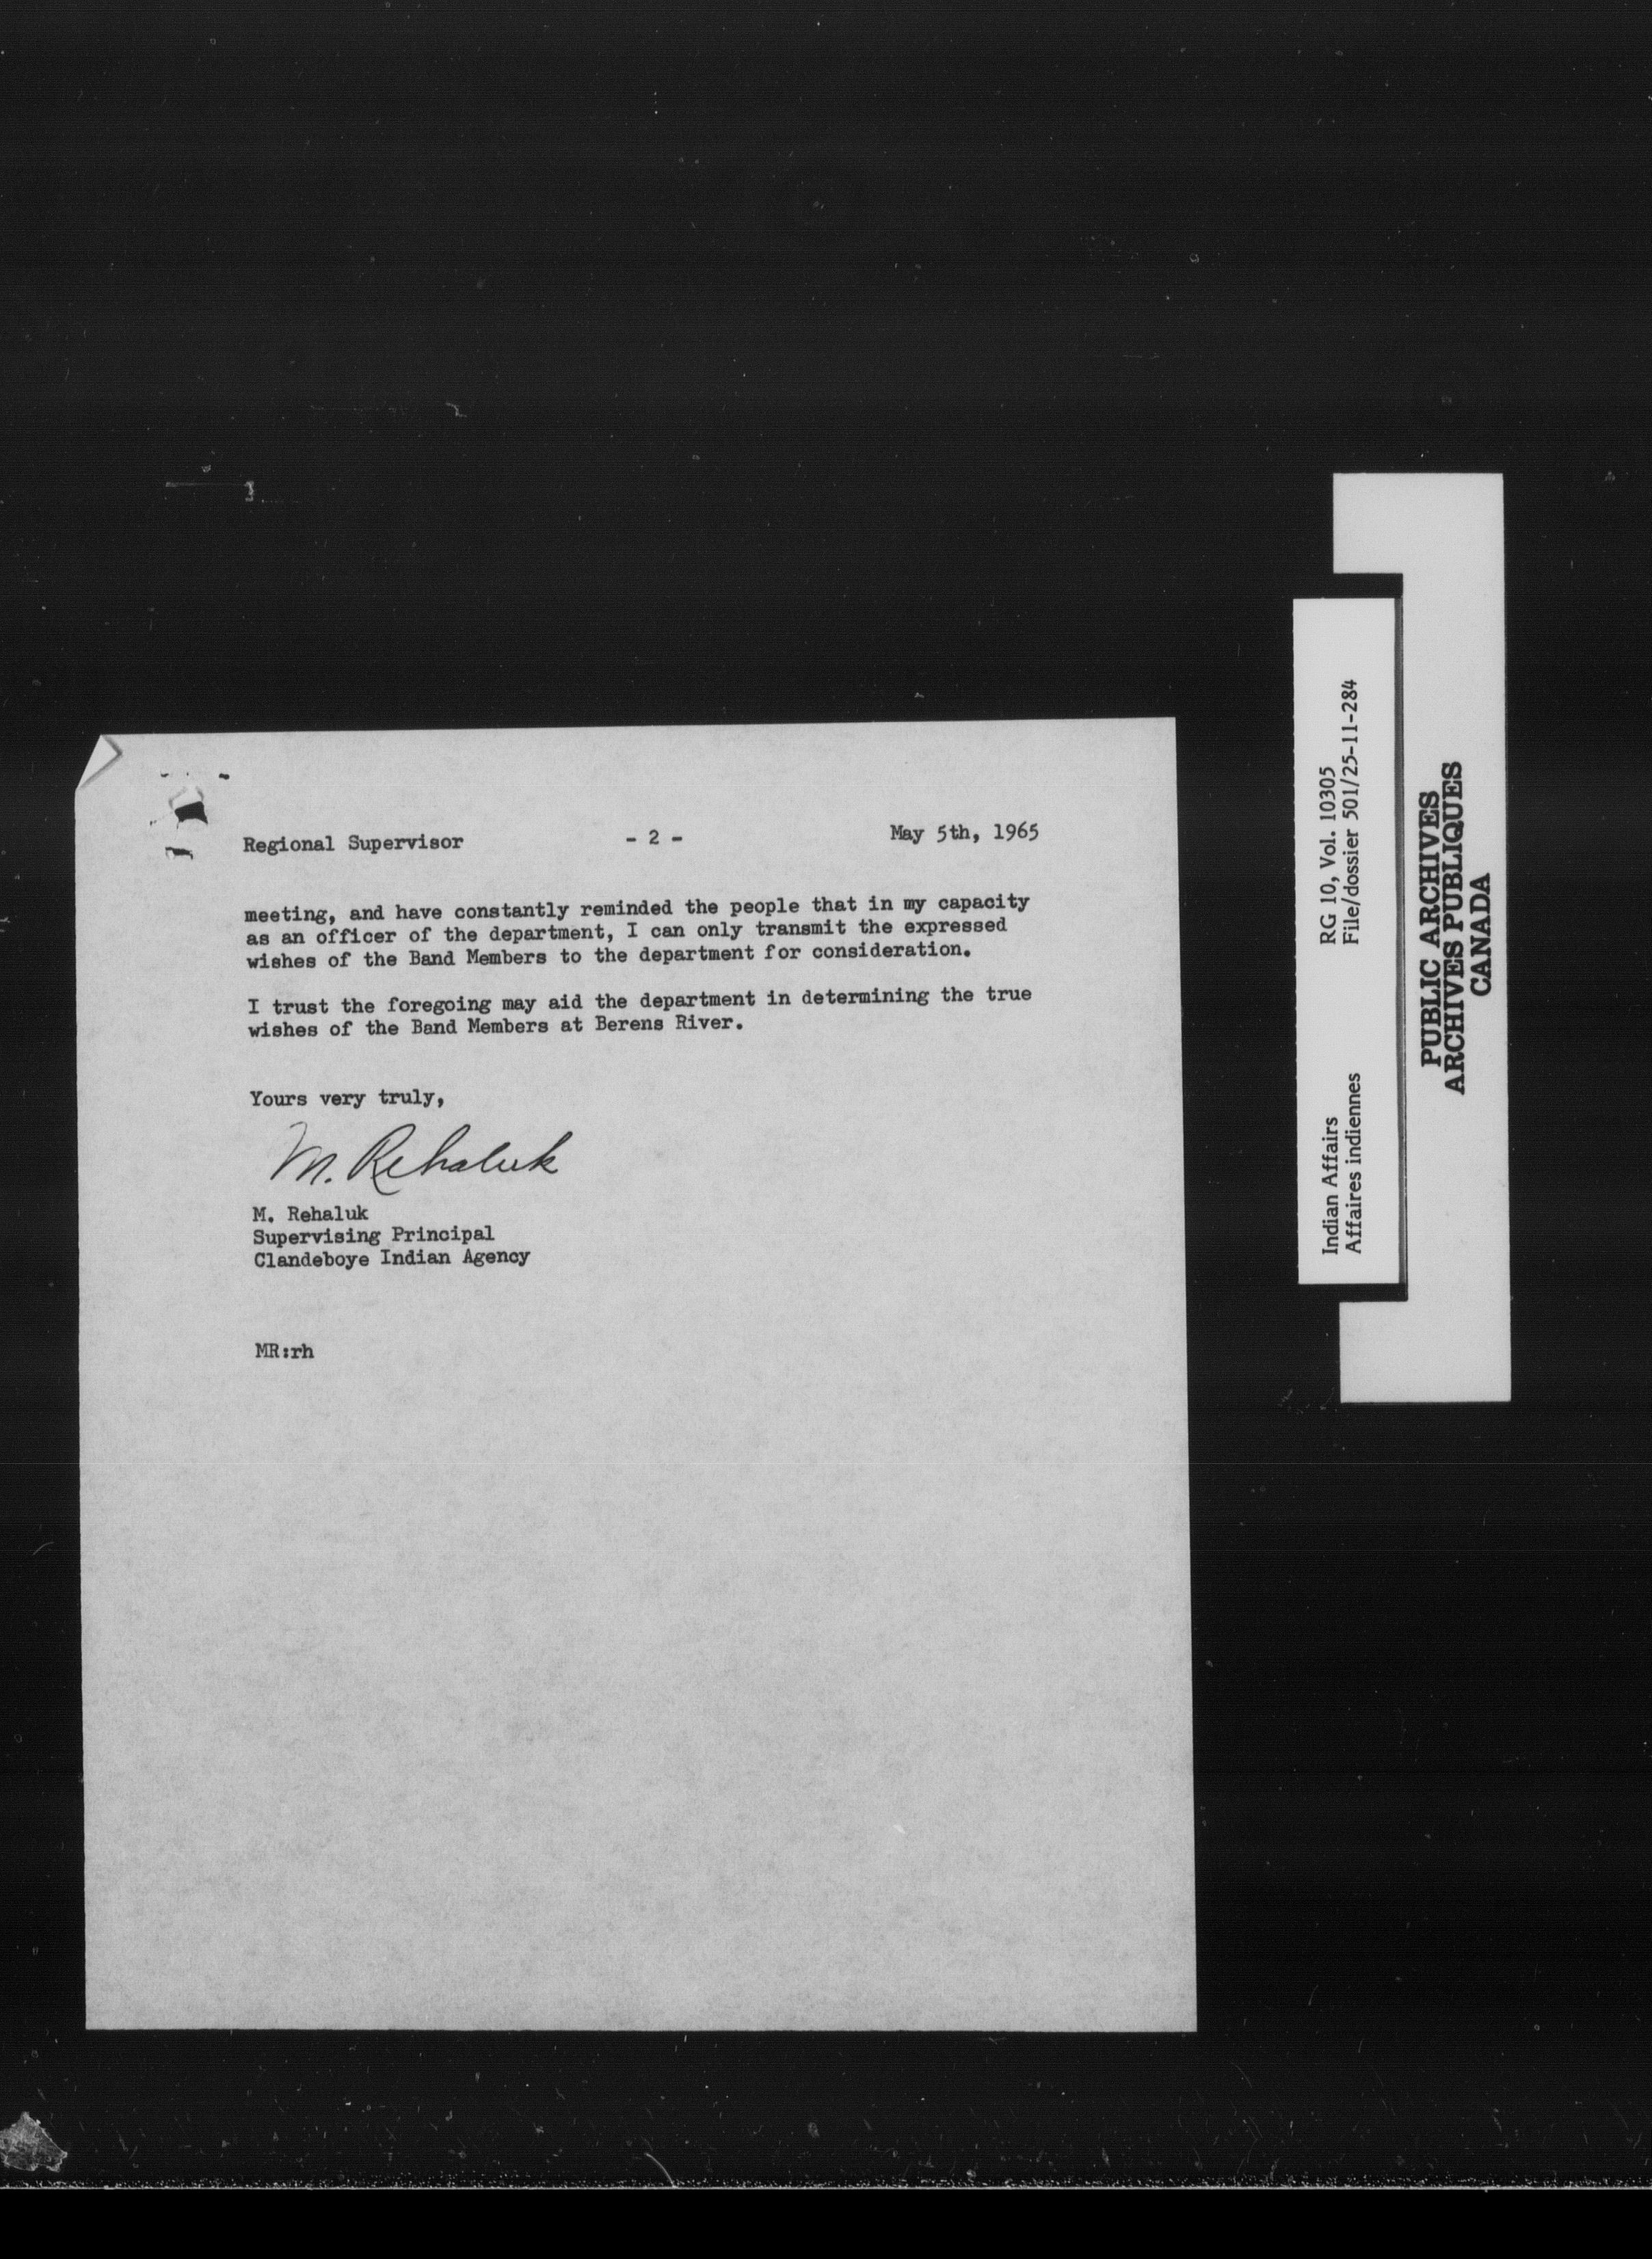 Regional Supervisor - 2 - May 5th, 1965
meeting, and have constantly reminded the people that in my capacity
as an officer of the department, I can only transmit the expressed
wishes of the Band Members to the department for consideration.
I trust the foregoing may aid the department in determining the true
wishes of the Band Members at Berens River.
Yours very truly,
M. Rehaluk
M. Rehaluk
Supervising Principal
Clandeboye Indian Agency
MR:rh
Indian Affairs RG 10, Vol. 10305
Affaires indiennes File/dossier 501/25-11-284
PUBLIC ARCHIVES
ARCHIVES PUBLIQUES
CANADA